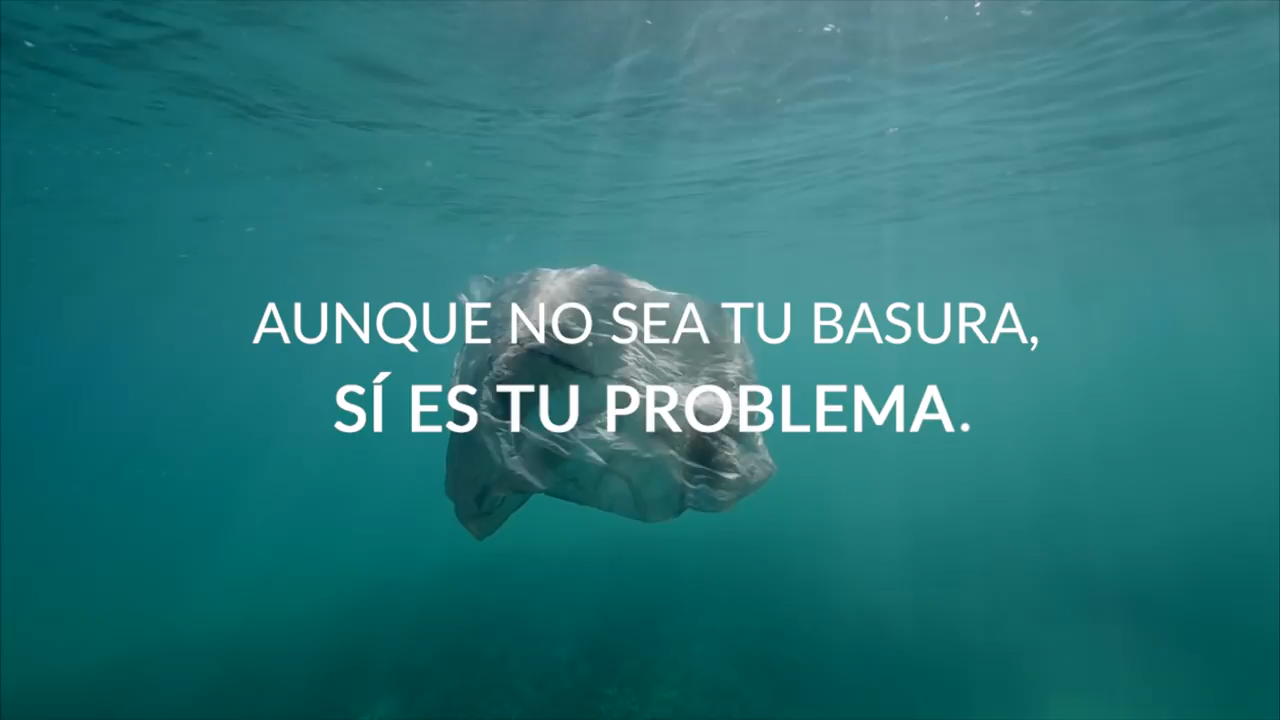 AUNQUE NO SEA TU BASURA,
SÍ ES TU PROBLEMA.